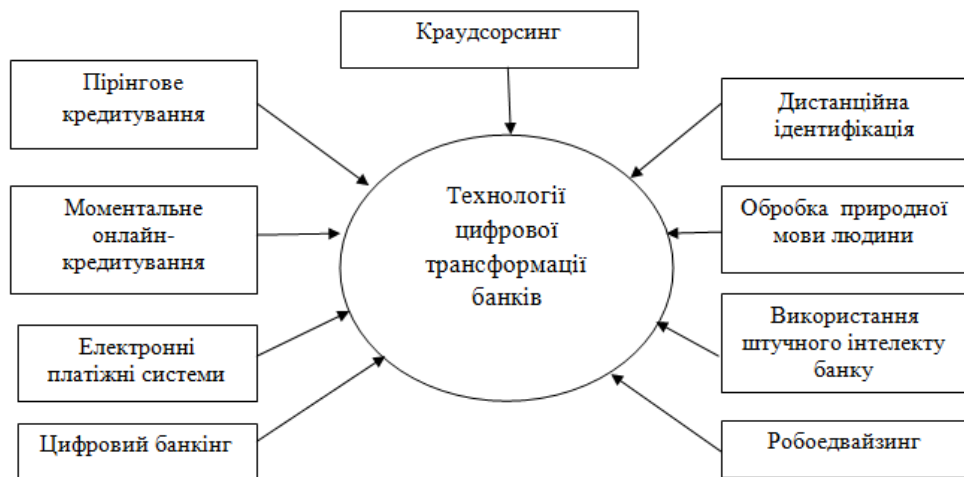 Краудсорсинг
Пірінгове
кредитування
Моментальне
онлайн-
кредитування
Електронні
платіжні системи
Цифровий банкінг
Технології
цифрової
трансформації
банків
Дистанційна
ідентифікація
Обробка природної
мови людини
Використання
штучного інтелекту
банку
Робоедвайзинг